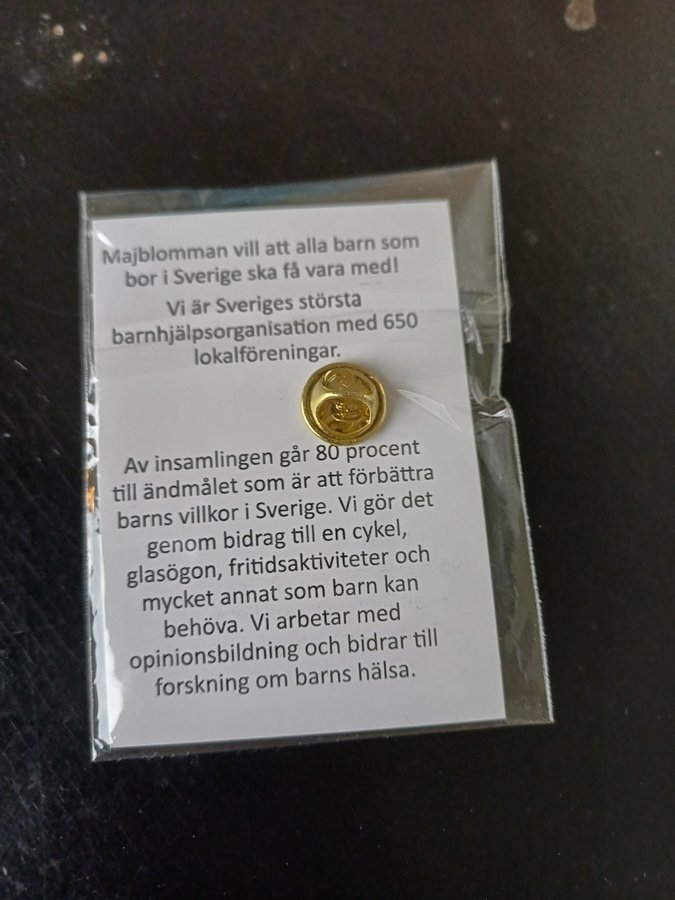 Majblomman vill att alla barn som
bor i Sverige ska få vara med!
Vi är Sveriges största
barnhjälpsorganisation med 650
lokalföreningar.
Av insamlingen går 80 procent
till ändmålet som är att förbättra
barns villkor i Sverige. Vi gör det
genom bidrag till en cykel,
glasögon, fritidsaktiviteter och
mycket annat som barn kan
behöva. Vi arbetar med
opinionsbildning och bidrar till
forskning om barns hälsa.